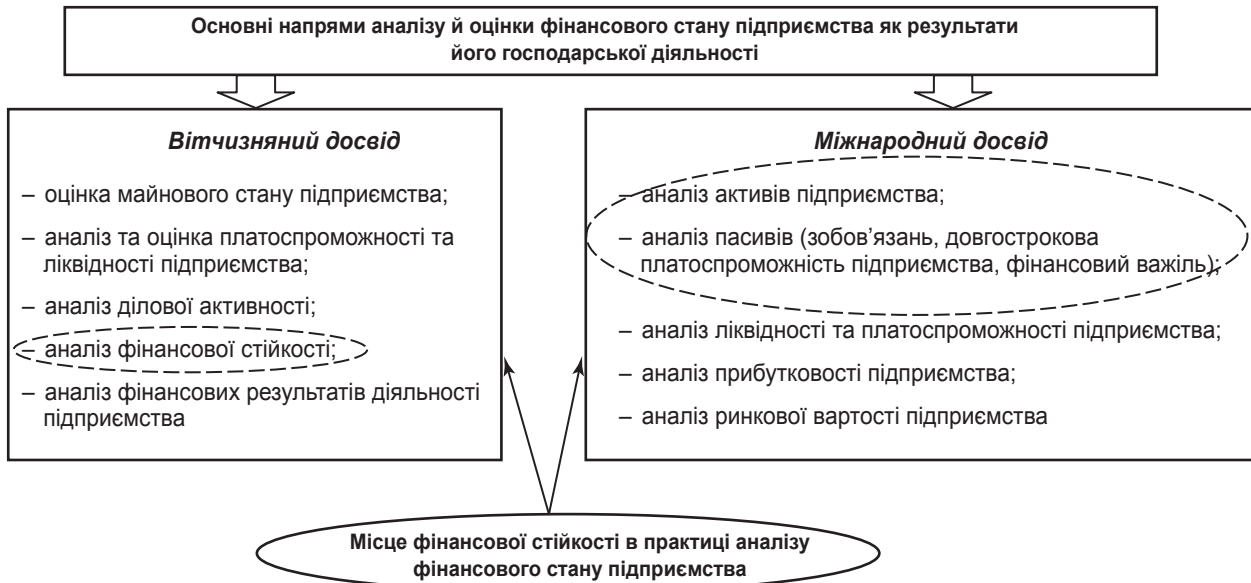 Основні напрями аналізу й оцінки фінансового стану підприємства як результати
його господарської діяльності
Вітчизняний досвід
– оцінка майнового стану підприємства;
– аналіз та оцінка платоспроможності та
ліквідності підприємства;
– аналіз ділової активності;
– аналіз фінансової стійкості;
– аналіз фінансових результатів діяльності
підприємства
Міжнародний досвід
– аналіз активів підприємства;
– аналіз пасивів (зобов’язань, довгострокова
платоспроможність підприємства, фінансовий важіль);
– аналіз ліквідності та платоспроможності підприємства;
– аналіз прибутковості підприємства;
– аналіз ринкової вартості підприємства
Місце фінансової стійкості в практиці аналізу
фінансового стану підприємства